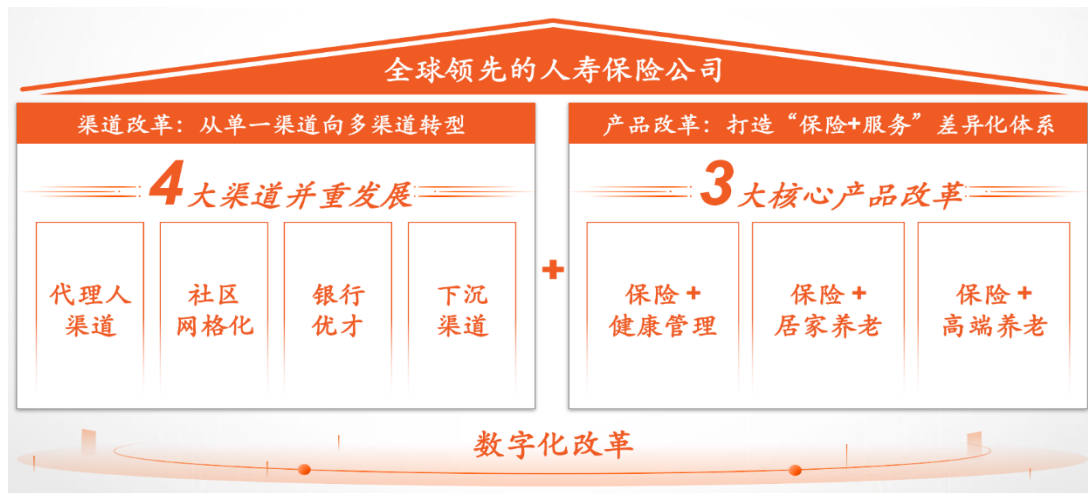 全球领先的人寿保险公司
渠道改革：从单一渠道向多渠道转型
4大渠道并重发展
代理人
渠道
社区
网格化
银行
优才
下沉
渠道
+
产品改革：打造“保险+服务”差异化体系
3大核心产品改革
保险+
健康管理
保险+
居家养老
保险+
高端养老
数字化改革